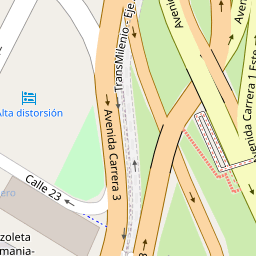 TransMilenio - Eje
Avenida
Avenida Carrera 1 Este
Alta distorsión
Avenida Carrera 3
Calle 23
zoleta
mania-